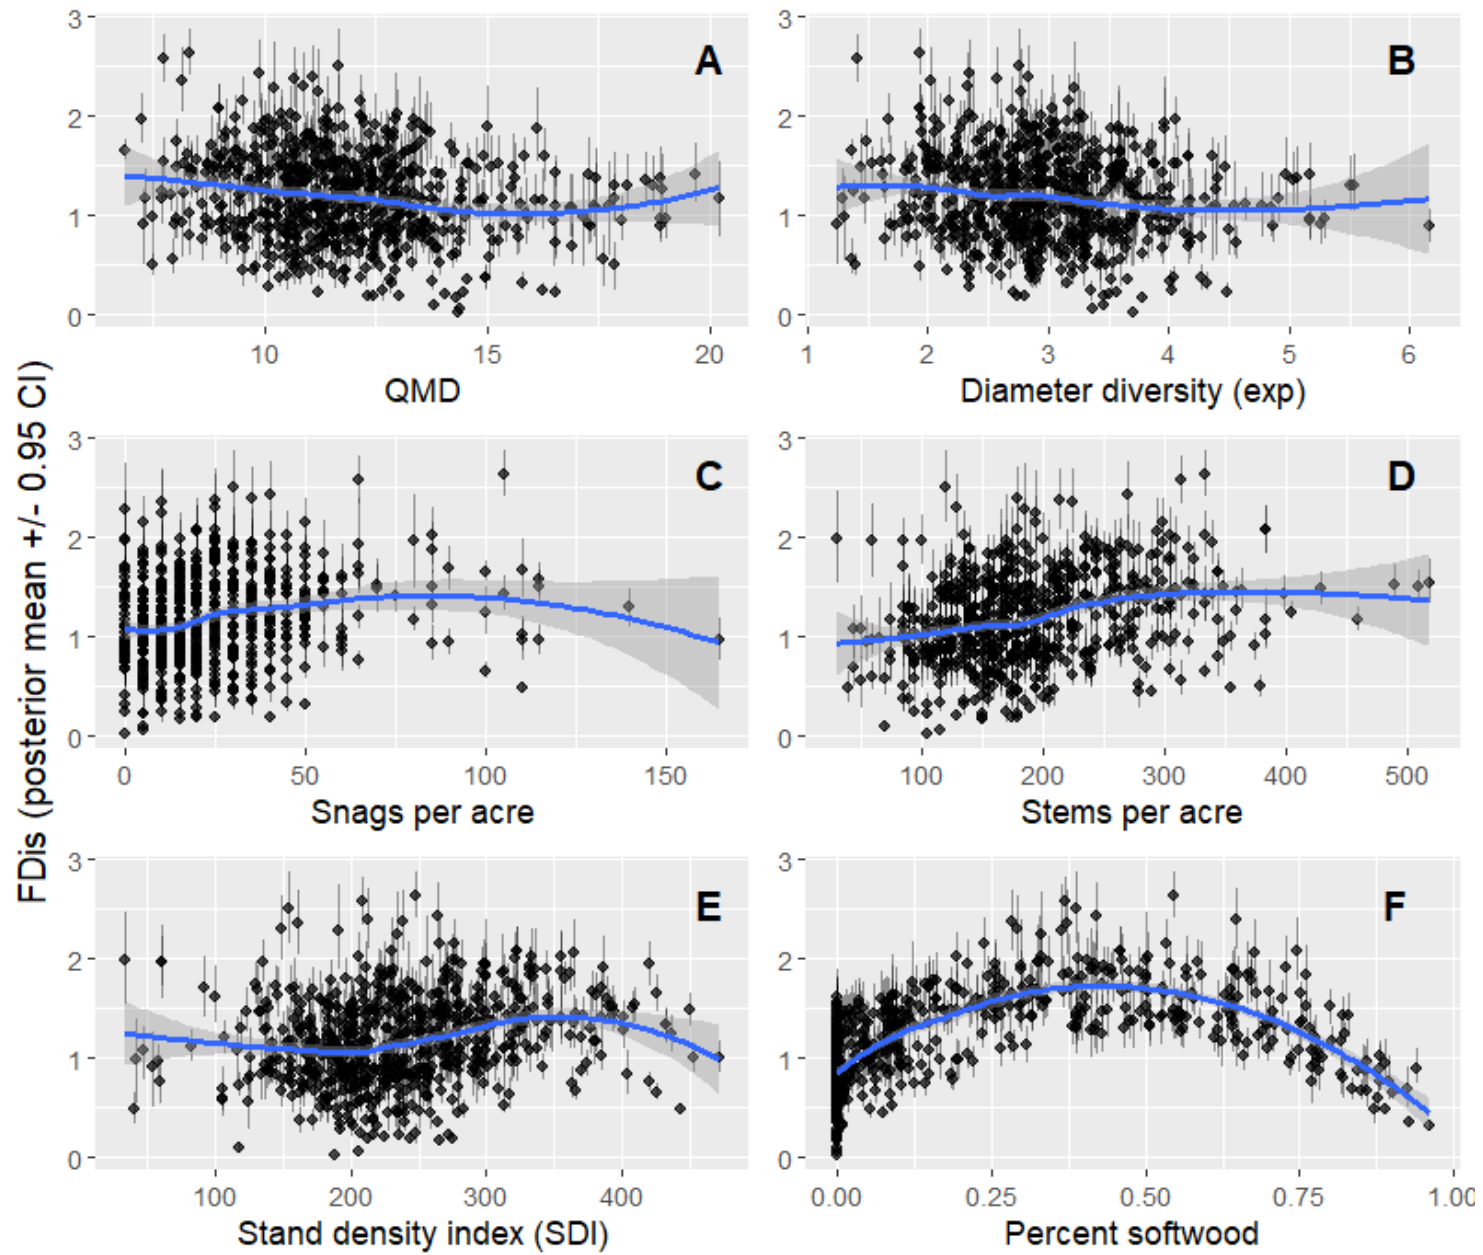 FDis (posterior mean +/- 0.95 CI)
3
2
1
0
A
10 15 20
QMD
3
2
1
0
B
1 2 3 4 5 6
Diameter diversity (exp)
3
2
1
0
C
0 50 100 150
Snags per acre
3
2
1
0
D
100 200 300 400 500
Stems per acre
3
2
1
0
E
100 200 300 400
Stand density index (SDI)
3
2
1
0
F
0.00 0.25 0.50 0.75 1.00
Percent softwood